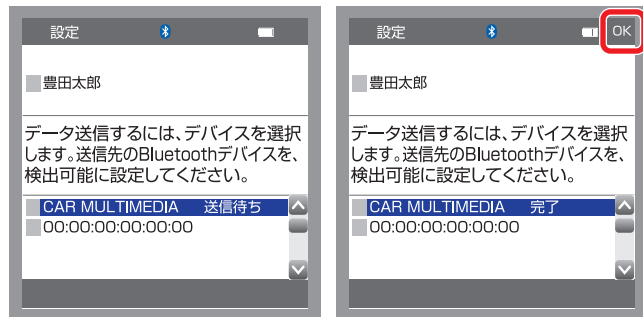 設定
豊田太郎
データ送信するには、デバイスを選択
します。送信先のBluetoothデバイスを、
検出可能に設定してください。
CAR MULTIMEDIA 送信待ち
00:00:00:00:00:00
設定 OK
豊田太郎
データ送信するには、デバイスを選択
します。送信先のBluetoothデバイスを、
検出可能に設定してください。
CAR MULTIMEDIA 完了
00:00:00:00:00:00